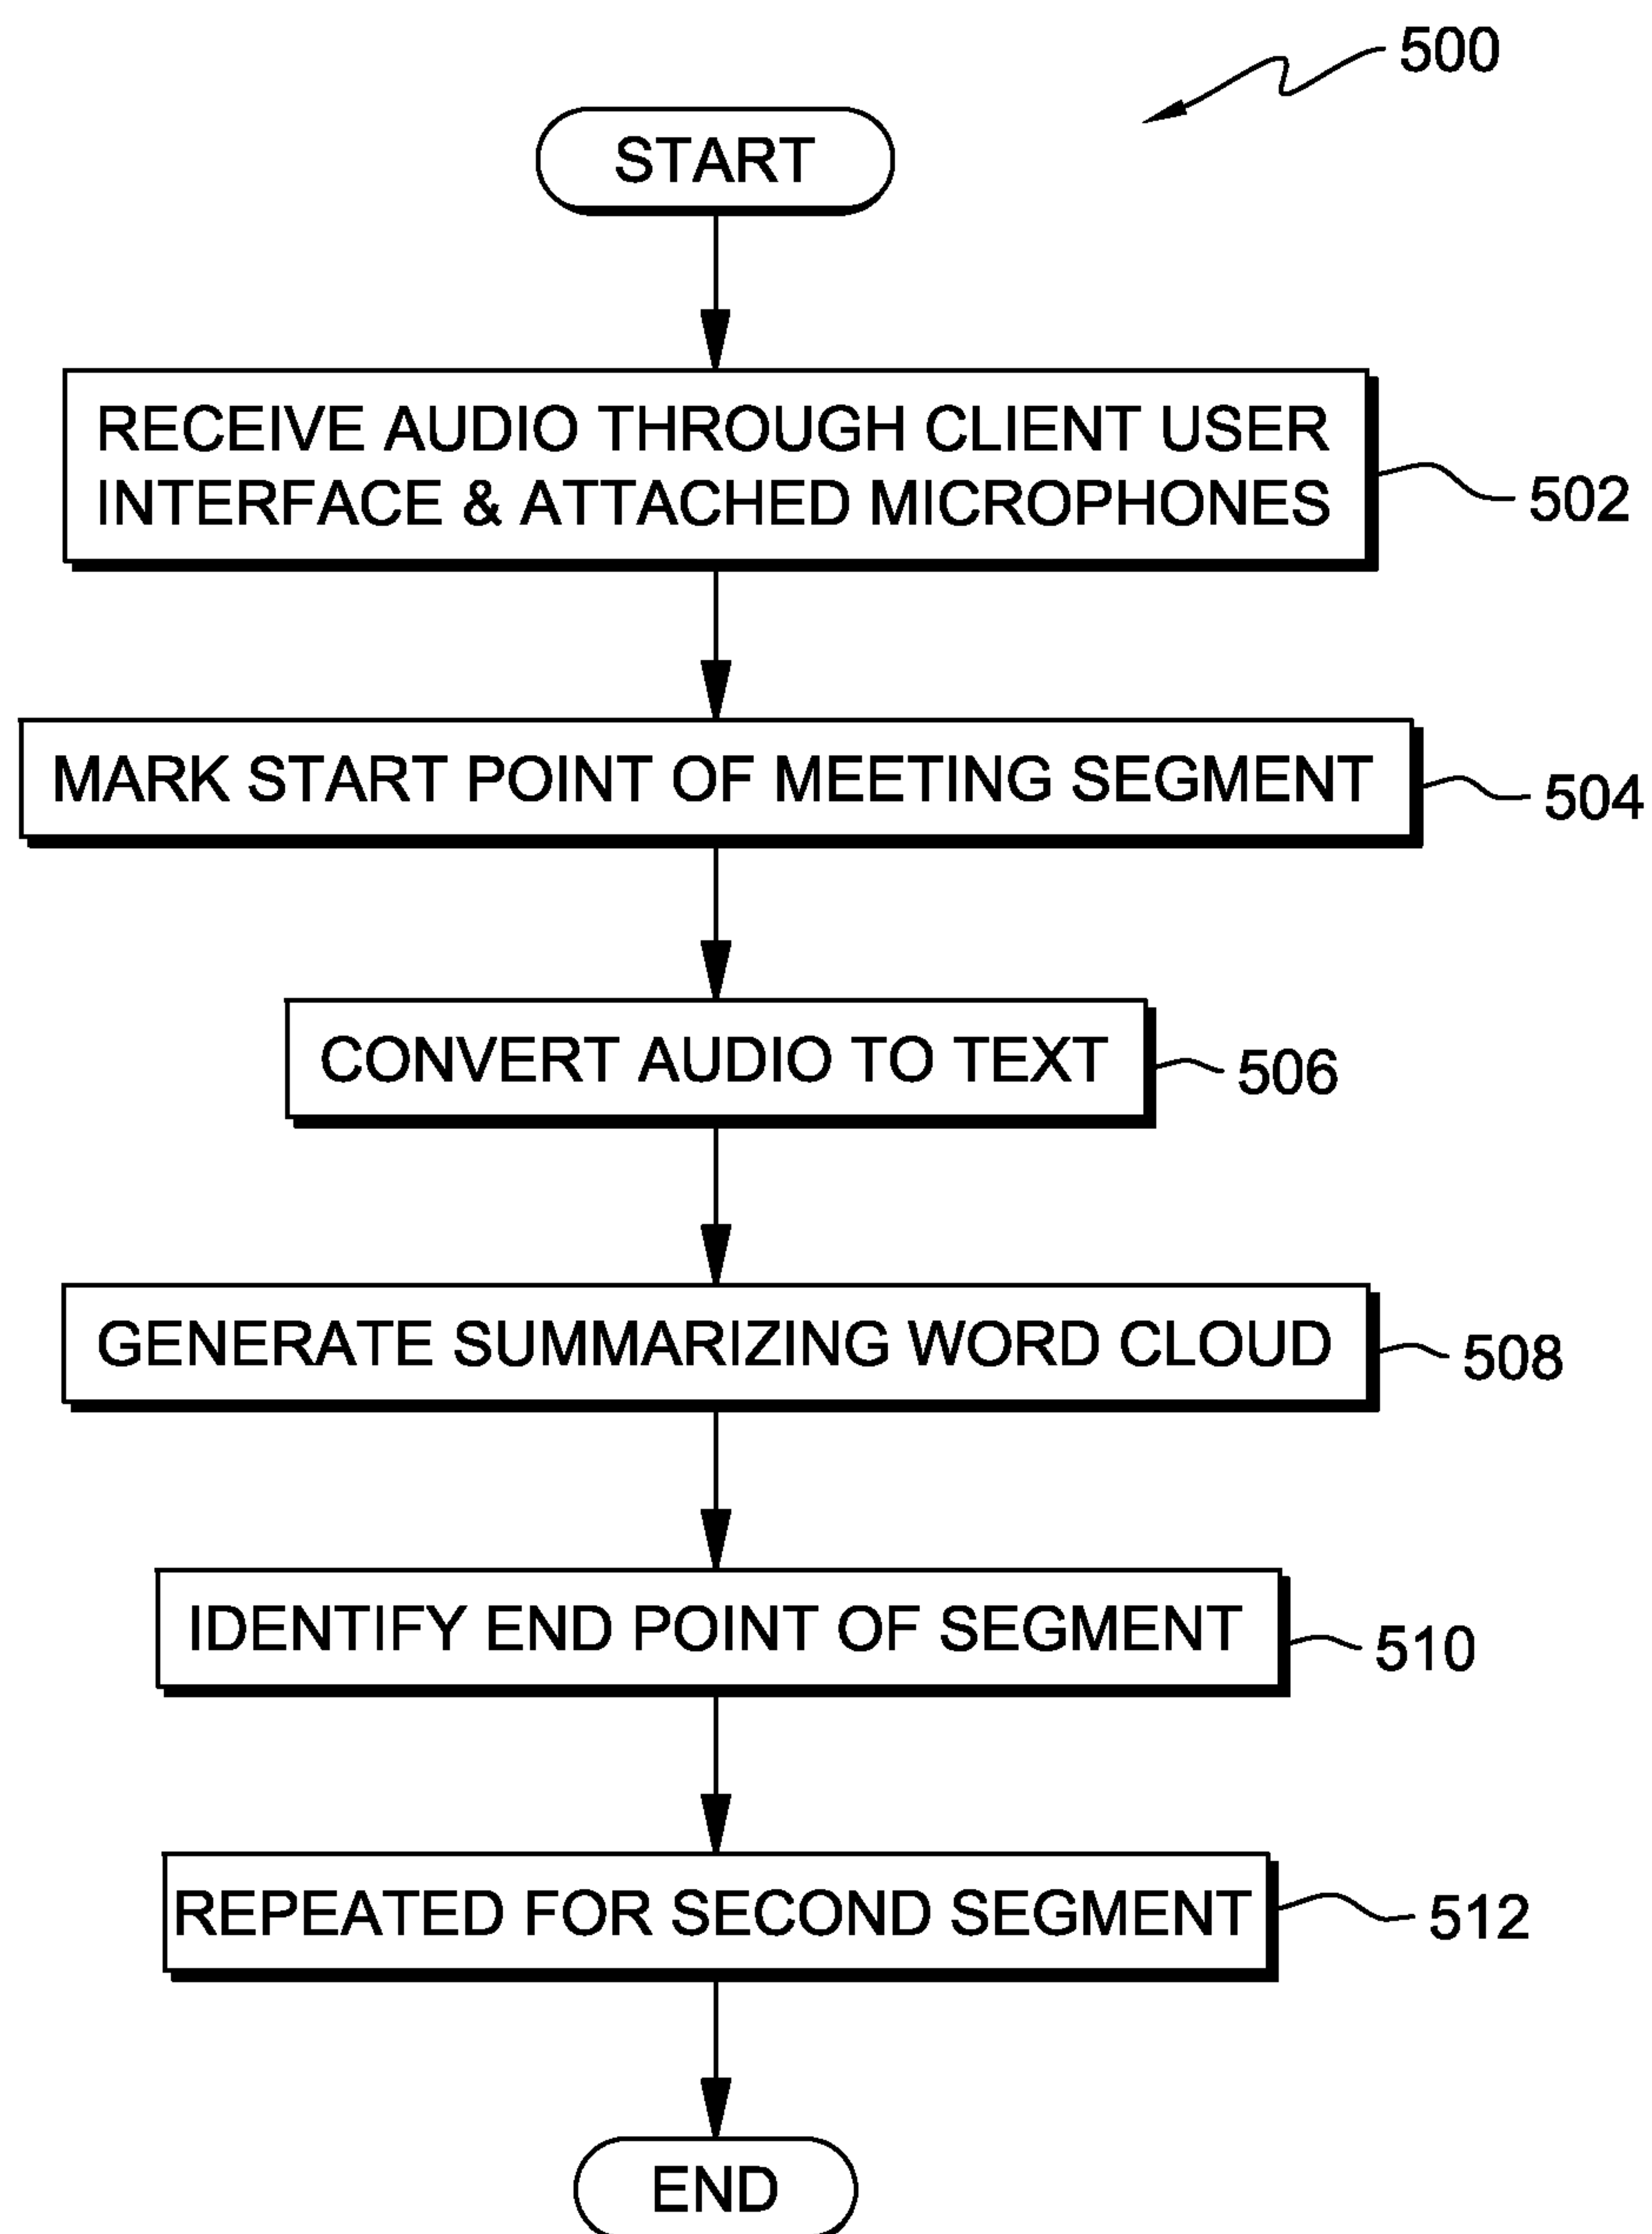 500
START
RECEIVE AUDIO THROUGH CLIENT USER
INTERFACE & ATTACHED MICROPHONES
502
MARK START POINT OF MEETING SEGMENT
504
CONVERT AUDIO TO TEXT
506
GENERATE SUMMARIZING WORD CLOUD
508
IDENTIFY END POINT OF SEGMENT
510
REPEATED FOR SECOND SEGMENT
512
END